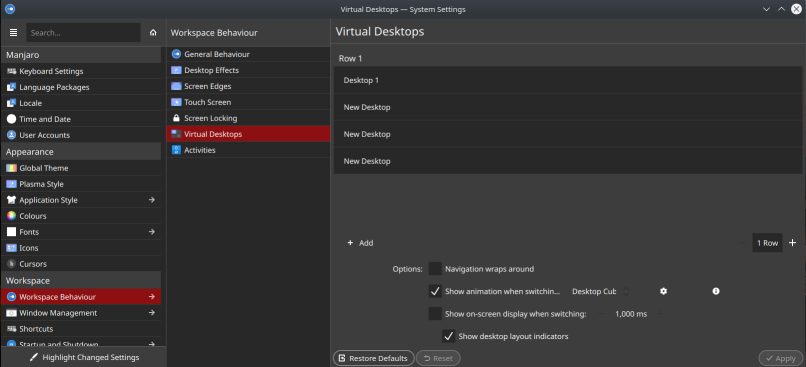 Virtual Desktops — System Settings
Search...
Manjaro
Keyboard Settings
Language Packages
Locale
Time and Date
User Accounts
Appearance
Global Theme
Plasma Style
Application Style
Colours
Fonts
Icons
Cursors
Workspace
Workspace Behaviour
Window Management
Shortcuts
Startup and Shutdown
Highlight Changed Settings
Workspace Behaviour
General Behaviour
Desktop Effects
Screen Edges
Touch Screen
Screen Locking
Virtual Desktops
Activities
Virtual Desktops
Row 1
Desktop 1
New Desktop
New Desktop
New Desktop
+ Add
1 Row +
Options: Navigation wraps around
Show animation when switchin... Desktop Cub
Show on-screen display when switching: 1,000 ms
Show desktop layout indicators
Restore Defaults Reset Apply